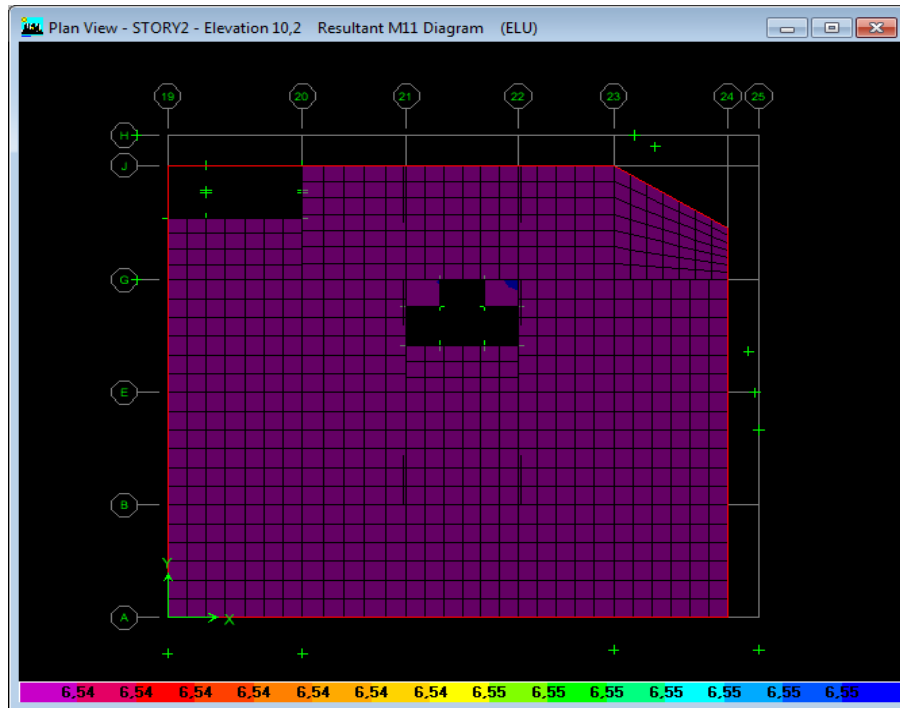 Plan View - STORY2 - Elevation 10,2 Resultant M11 Diagram (ELU)
19 20 21 22 23 24 25
H
J
G
E
B
Y
A X
6,54 6,54 6,54 6,54 6,54 6,54 6,54 6,55 6,55 6,55 6,55 6,55 6,55 6,55